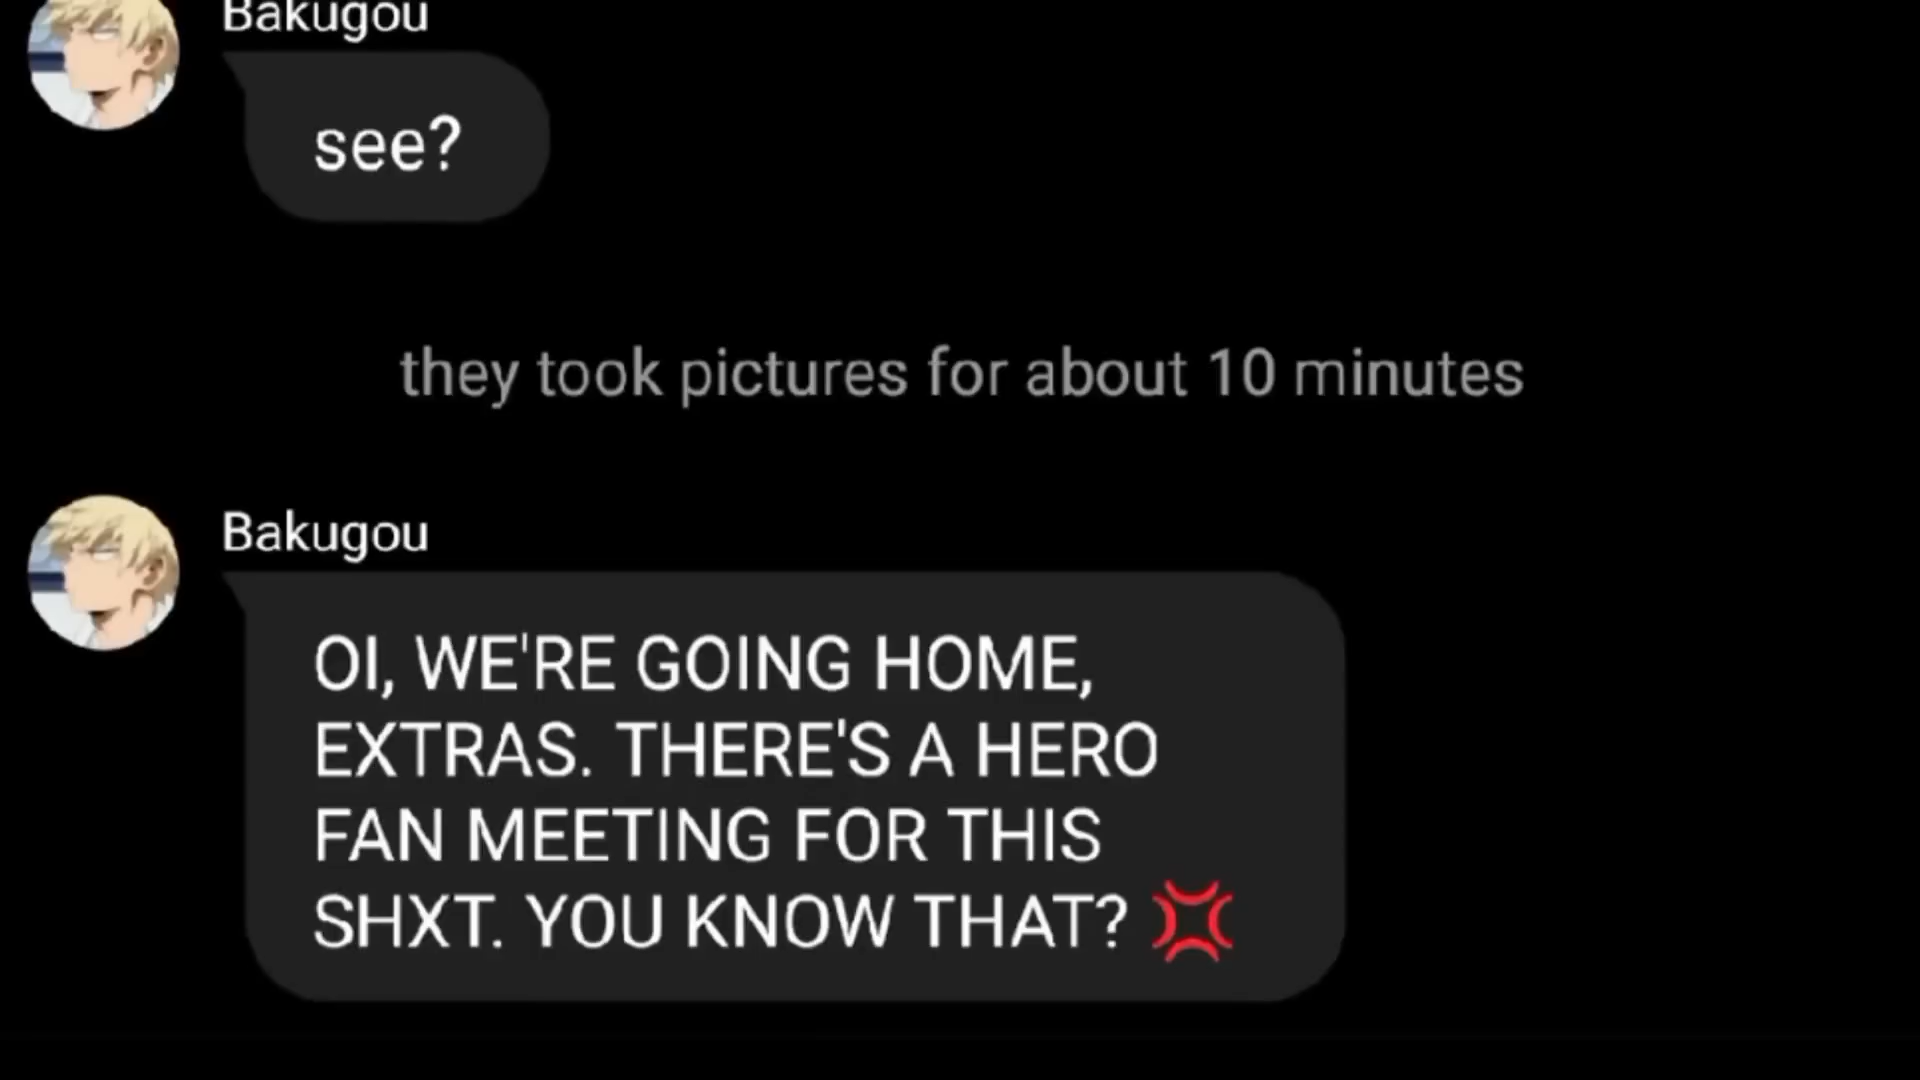 Bakugou
see?
they took pictures for about 10 minutes
Bakugou
OI, WE'RE GOING HOME,
EXTRAS. THERE'S A HERO
FAN MEETING FOR THIS
SHXT. YOU KNOW THAT? 💢